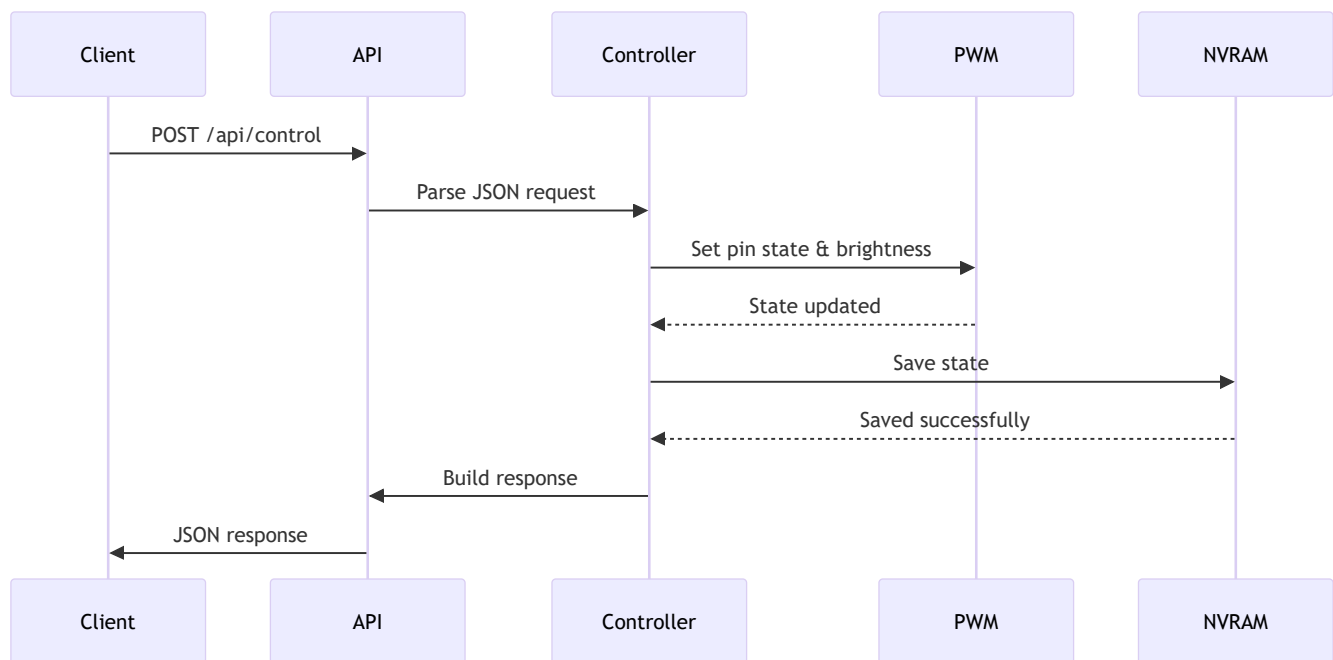 Client
API
Controller
PWM
NVRAM
POST /api/control
Parse JSON request
Set pin state & brightness
State updated
Save state
Saved successfully
Build response
JSON response
Client
API
Controller
PWM
NVRAM